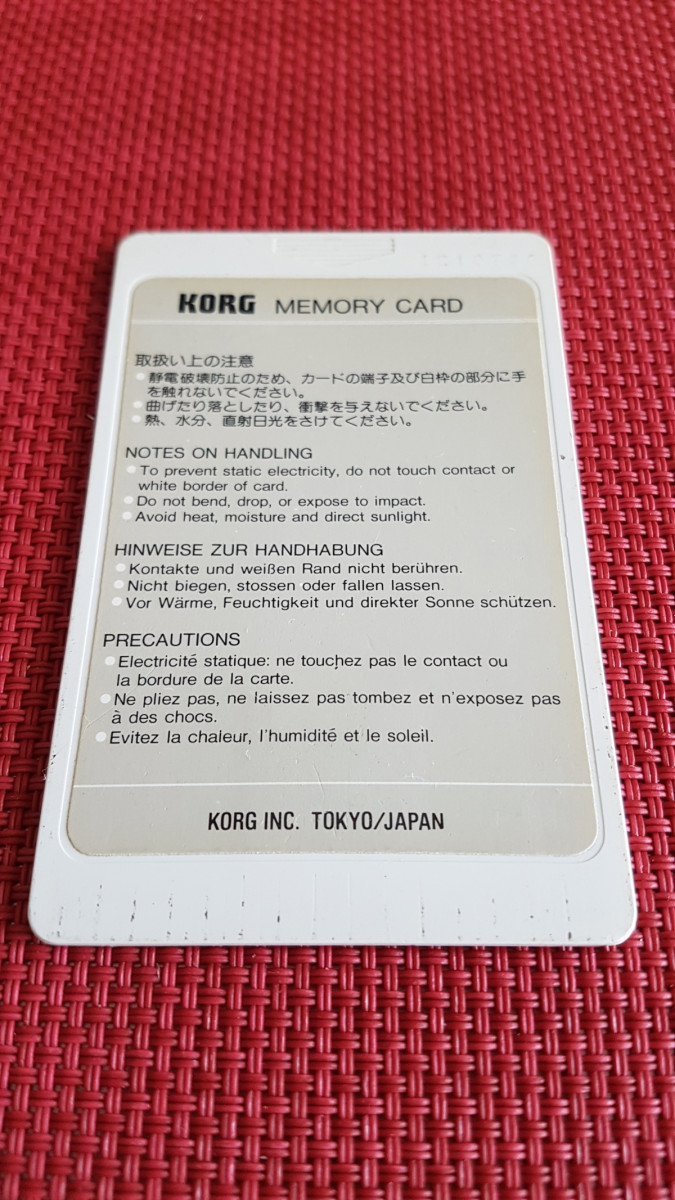 KORG MEMORY CARD
取扱い上の注意
● 静電破壊防止のため、カードの端子及び白枠の部分に手
を触れないでください。
● 曲げたり落としたり、衝撃を与えないでください。
● 熱、水分、直射日光をさけてください。
NOTES ON HANDLING
● To prevent static electricity, do not touch contact or
white border of card.
● Do not bend, drop, or expose to impact.
● Avoid heat, moisture and direct sunlight.
HINWEISE ZUR HANDHABUNG
● Kontakte und weißen Rand nicht berühren.
● Nicht biegen, stossen oder fallen lassen.
● Vor Wärme, Feuchtigkeit und direkter Sonne schützen.
PRECAUTIONS
● Electricité statique: ne touchez pas le contact ou
la bordure de la carte.
● Ne pliez pas, ne laissez pas tombez et n'exposez pas
à des chocs.
● Evitez la chaleur, l'humidité et le soleil.
KORG INC. TOKYO/JAPAN